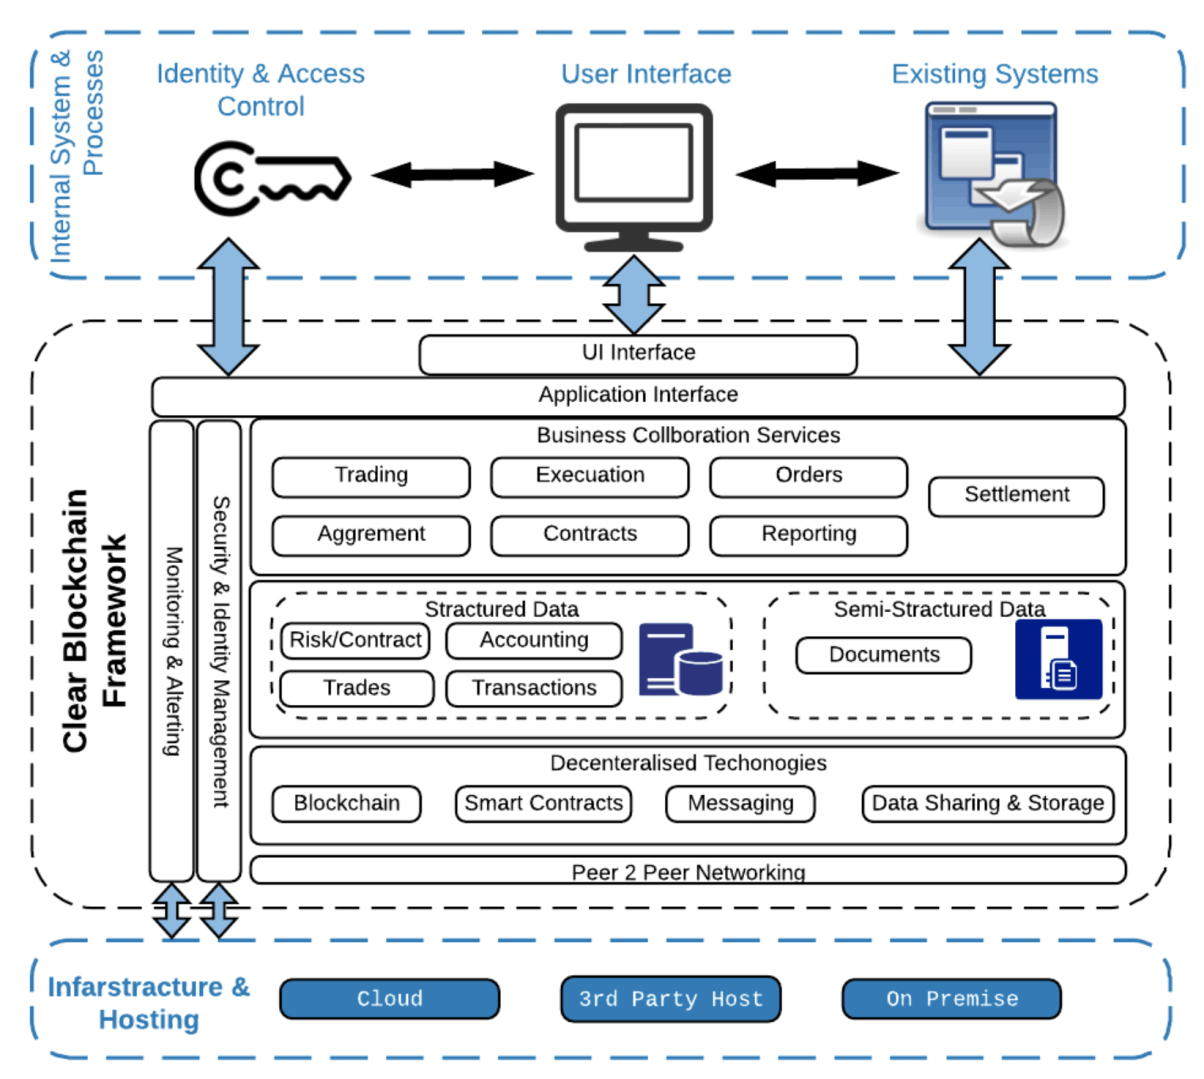 Internal System &
Processes
Identity & Access
Control
User Interface
Existing Systems
Clear Blockchain
Framework
UI Interface
Application Interface
Monitoring & Alterting
Security & Identity Management
Business Collboration Services
Trading
Execuation
Orders
Settlement
Aggrement
Contracts
Reporting
Stractured Data
Risk/Contract
Accounting
Trades
Transactions
Semi-Stractured Data
Documents
Decenteralised Techonogies
Blockchain
Smart Contracts
Messaging
Data Sharing & Storage
Peer 2 Peer Networking
Infarstracture &
Hosting
Cloud
3rd Party Host
On Premise